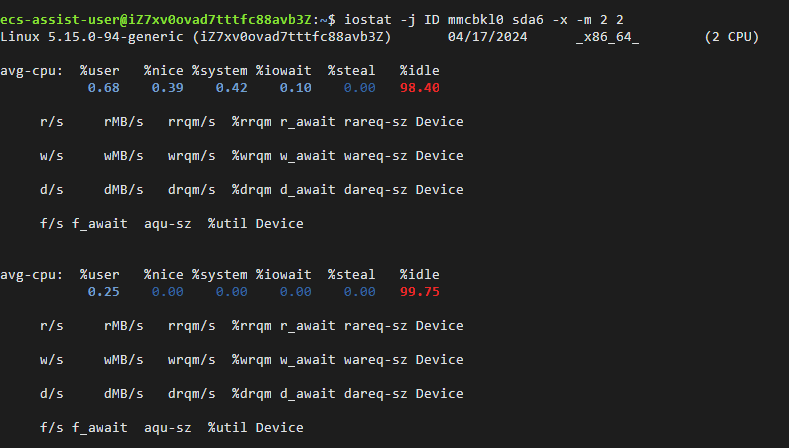 ecs-assist-user@iZ7xv0ovad7tttfc88avb3Z:~$ iostat -j ID mmcbkl0 sda6 -x -m 2 2
Linux 5.15.0-94-generic (iZ7xv0ovad7tttfc88avb3Z) 04/17/2024 _x86_64_ (2 CPU)
avg-cpu: %user %nice %system %iowait %steal %idle
0.68 0.39 0.42 0.10 0.00 98.40
r/s rMB/s rrqm/s %rrqm r_await rareq-sz Device
w/s wMB/s wrqm/s %wrqm w_await wareq-sz Device
d/s dMB/s drqm/s %drqm d_await dareq-sz Device
f/s f_await aqu-sz %util Device
avg-cpu: %user %nice %system %iowait %steal %idle
0.25 0.00 0.00 0.00 0.00 99.75
r/s rMB/s rrqm/s %rrqm r_await rareq-sz Device
w/s wMB/s wrqm/s %wrqm w_await wareq-sz Device
d/s dMB/s drqm/s %drqm d_await dareq-sz Device
f/s f_await aqu-sz %util Device